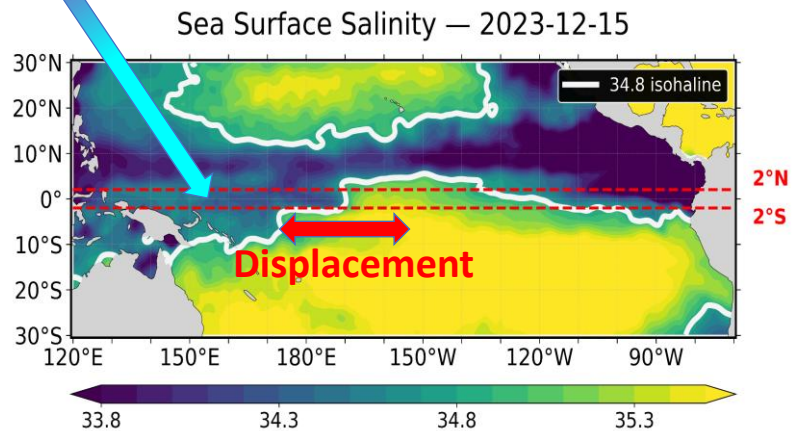 Sea Surface Salinity — 2023-12-15
30°N
34.8 isohaline
20°N
10°N
2°N
0°
2°S
10°S
Displacement
20°S
30°S
120°E 150°E 180°E 150°W 120°W 90°W
33.8 34.3 34.8 35.3